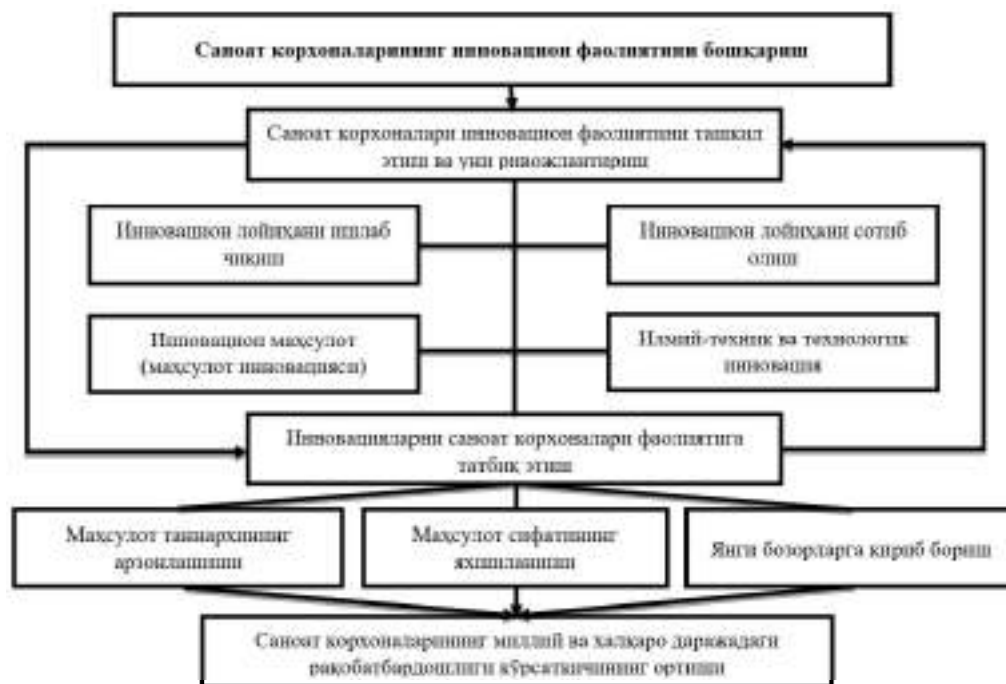 Саноат корхоналарининг инновацион фаолиятини бошқариш
Саноат корхоналари инновацион фаолиятини ташкил
этиш ва уни ривожлантириш
Инновацион лойиҳани ишлаб
чиқиш
Инновацион лойиҳани сотиб
олиш
Инновацион маҳсулот
(маҳсулот инновацияси)
Илмий-техник ва технологик
инновация
Инновацияларни саноат корхоналари фаолиятига
татбиқ этиш
Маҳсулот таннархининг
арзонлашиши
Маҳсулот сифатининг
яхшиланиши
Янги бозорларга кириб бориш
Саноат корхоналарининг миллий ва халқаро даражадаги
рақобатбардошлиги кўрсаткичининг ортиши